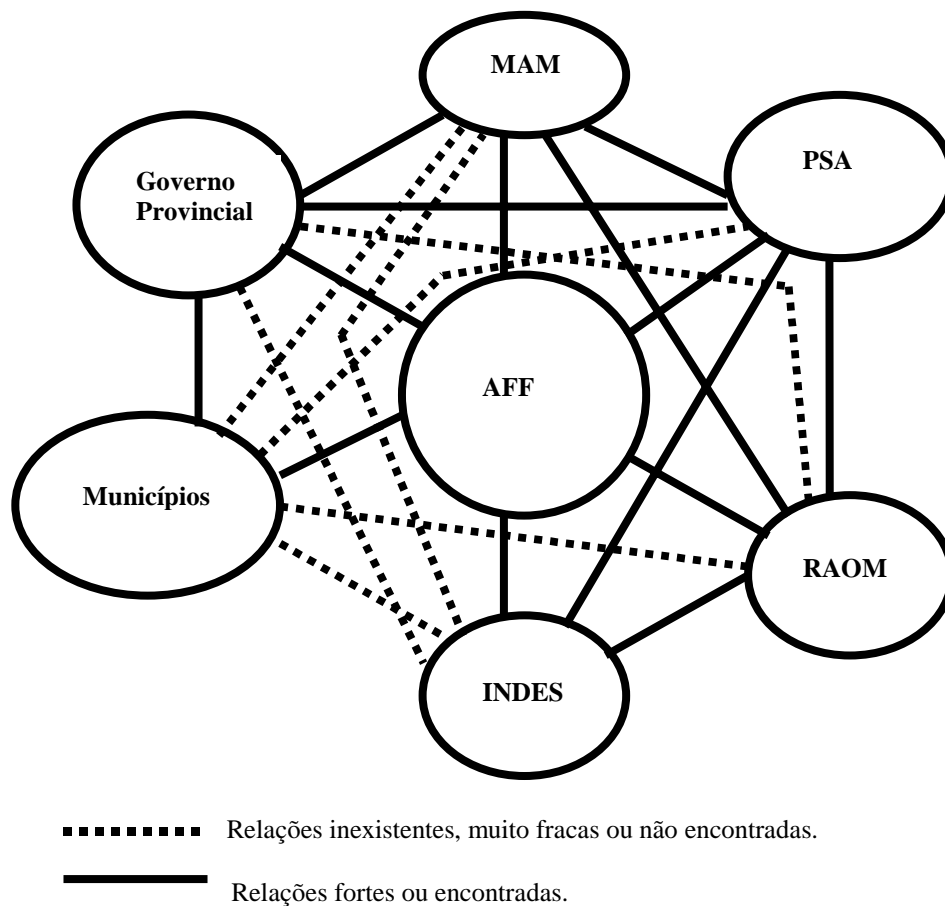 MAM
PSA
Governo
Provincial
AFF
Municípios
RAOM
INDES
Relações inexistentes, muito fracas ou não encontradas.
Relações fortes ou encontradas.